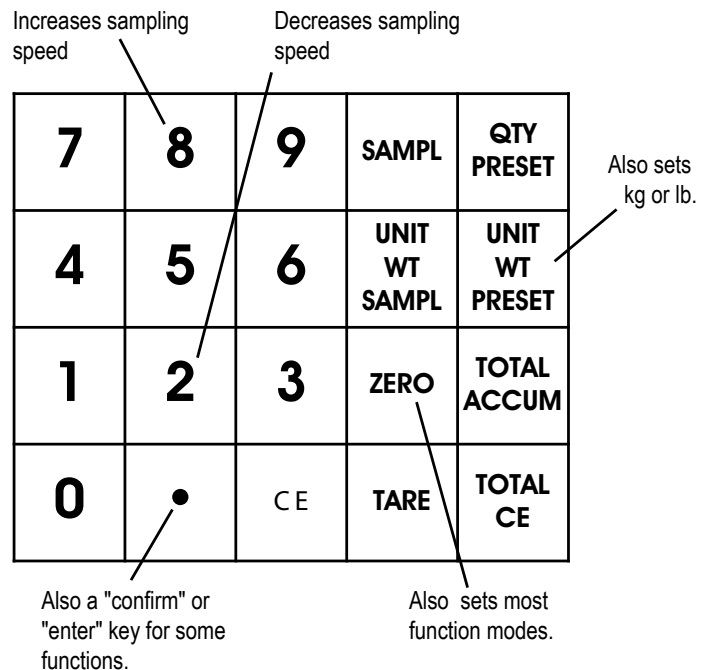 Increases sampling
speed
Decreases sampling
speed
7
8
9
SAMPL
QTY
PRESET
Also sets
kg or lb.
4
5
6
UNIT
WT
SAMPL
UNIT
WT
PRESET
1
2
3
ZERO
TOTAL
ACCUM
0
•
CE
TARE
TOTAL
CE
Also a "confirm" or
"enter" key for some
functions.
Also sets most
function modes.